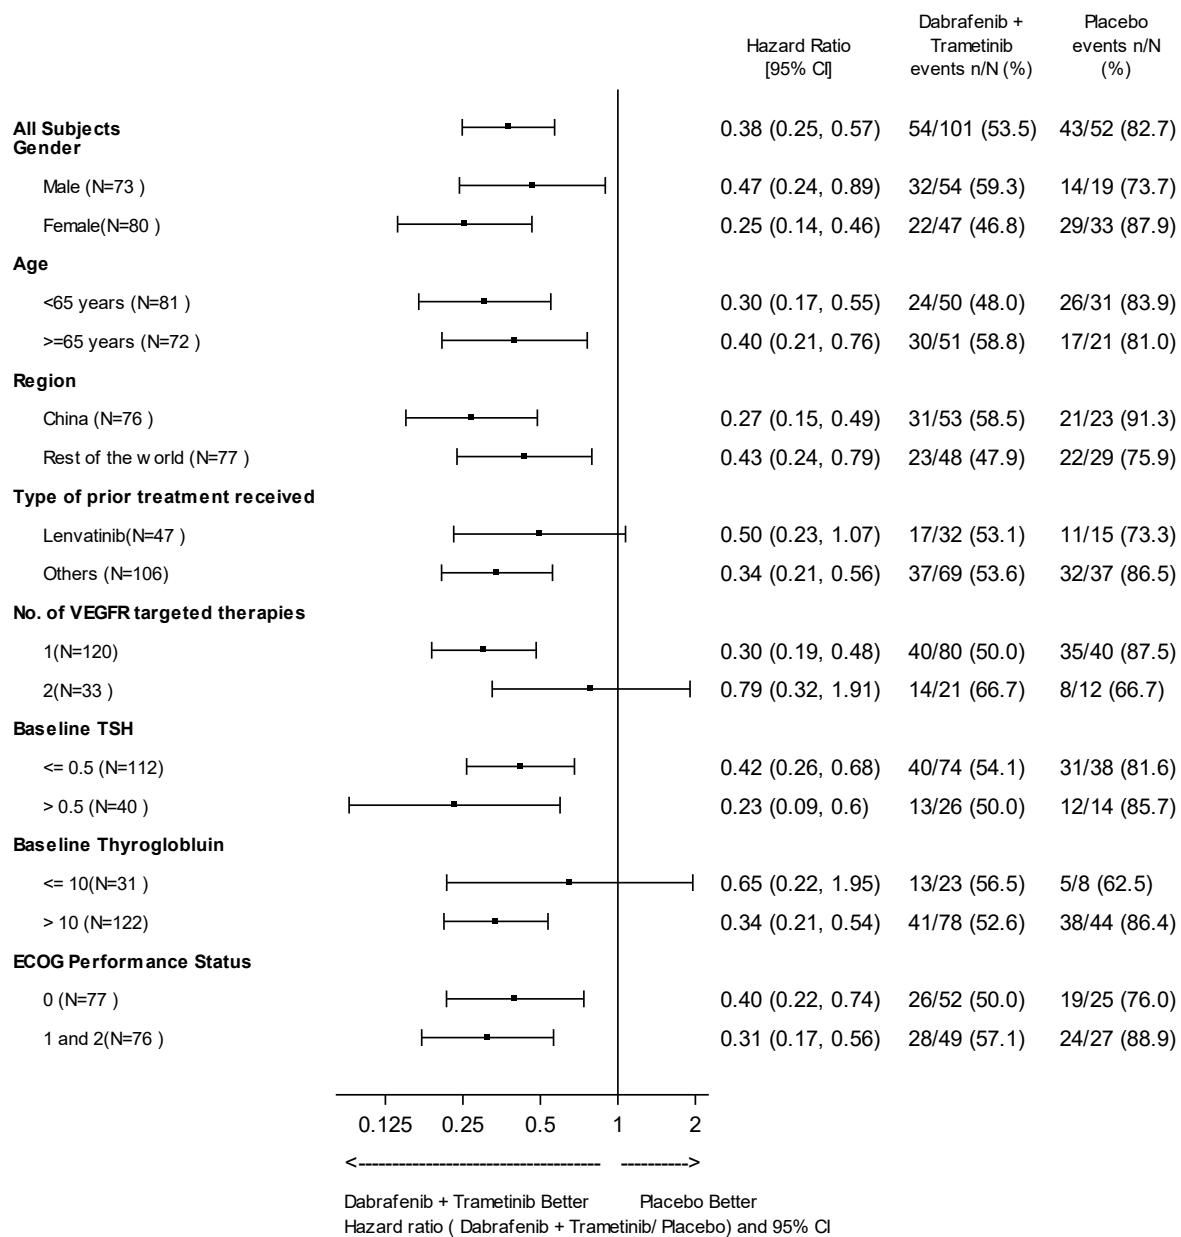 Hazard Ratio
[95% CI]
Dabrafenib +
Trametinib
events n/N (%)
Placebo
events n/N
(%)
All Subjects 0.38 (0.25, 0.57) 54/101 (53.5) 43/52 (82.7)
Gender
Male (N=73 ) 0.47 (0.24, 0.89) 32/54 (59.3) 14/19 (73.7)
Female(N=80 ) 0.25 (0.14, 0.46) 22/47 (46.8) 29/33 (87.9)
Age
<65 years (N=81 ) 0.30 (0.17, 0.55) 24/50 (48.0) 26/31 (83.9)
>=65 years (N=72 ) 0.40 (0.21, 0.76) 30/51 (58.8) 17/21 (81.0)
Region
China (N=76 ) 0.27 (0.15, 0.49) 31/53 (58.5) 21/23 (91.3)
Rest of the world (N=77 ) 0.43 (0.24, 0.79) 23/48 (47.9) 22/29 (75.9)
Type of prior treatment received
Lenvatinib(N=47 ) 0.50 (0.23, 1.07) 17/32 (53.1) 11/15 (73.3)
Others (N=106) 0.34 (0.21, 0.56) 37/69 (53.6) 32/37 (86.5)
No. of VEGFR targeted therapies
1(N=120) 0.30 (0.19, 0.48) 40/80 (50.0) 35/40 (87.5)
2(N=33 ) 0.79 (0.32, 1.91) 14/21 (66.7) 8/12 (66.7)
Baseline TSH
<= 0.5 (N=112) 0.42 (0.26, 0.68) 40/74 (54.1) 31/38 (81.6)
> 0.5 (N=40 ) 0.23 (0.09, 0.6) 13/26 (50.0) 12/14 (85.7)
Baseline Thyroglobluin
<= 10(N=31 ) 0.65 (0.22, 1.95) 13/23 (56.5) 5/8 (62.5)
> 10 (N=122) 0.34 (0.21, 0.54) 41/78 (52.6) 38/44 (86.4)
ECOG Performance Status
0 (N=77 ) 0.40 (0.22, 0.74) 26/52 (50.0) 19/25 (76.0)
1 and 2(N=76 ) 0.31 (0.17, 0.56) 28/49 (57.1) 24/27 (88.9)
0.125 0.25 0.5 1 2
<----------------------------- ---------->
Dabrafenib + Trametinib Better Placebo Better
Hazard ratio ( Dabrafenib + Trametinib/ Placebo) and 95% CI